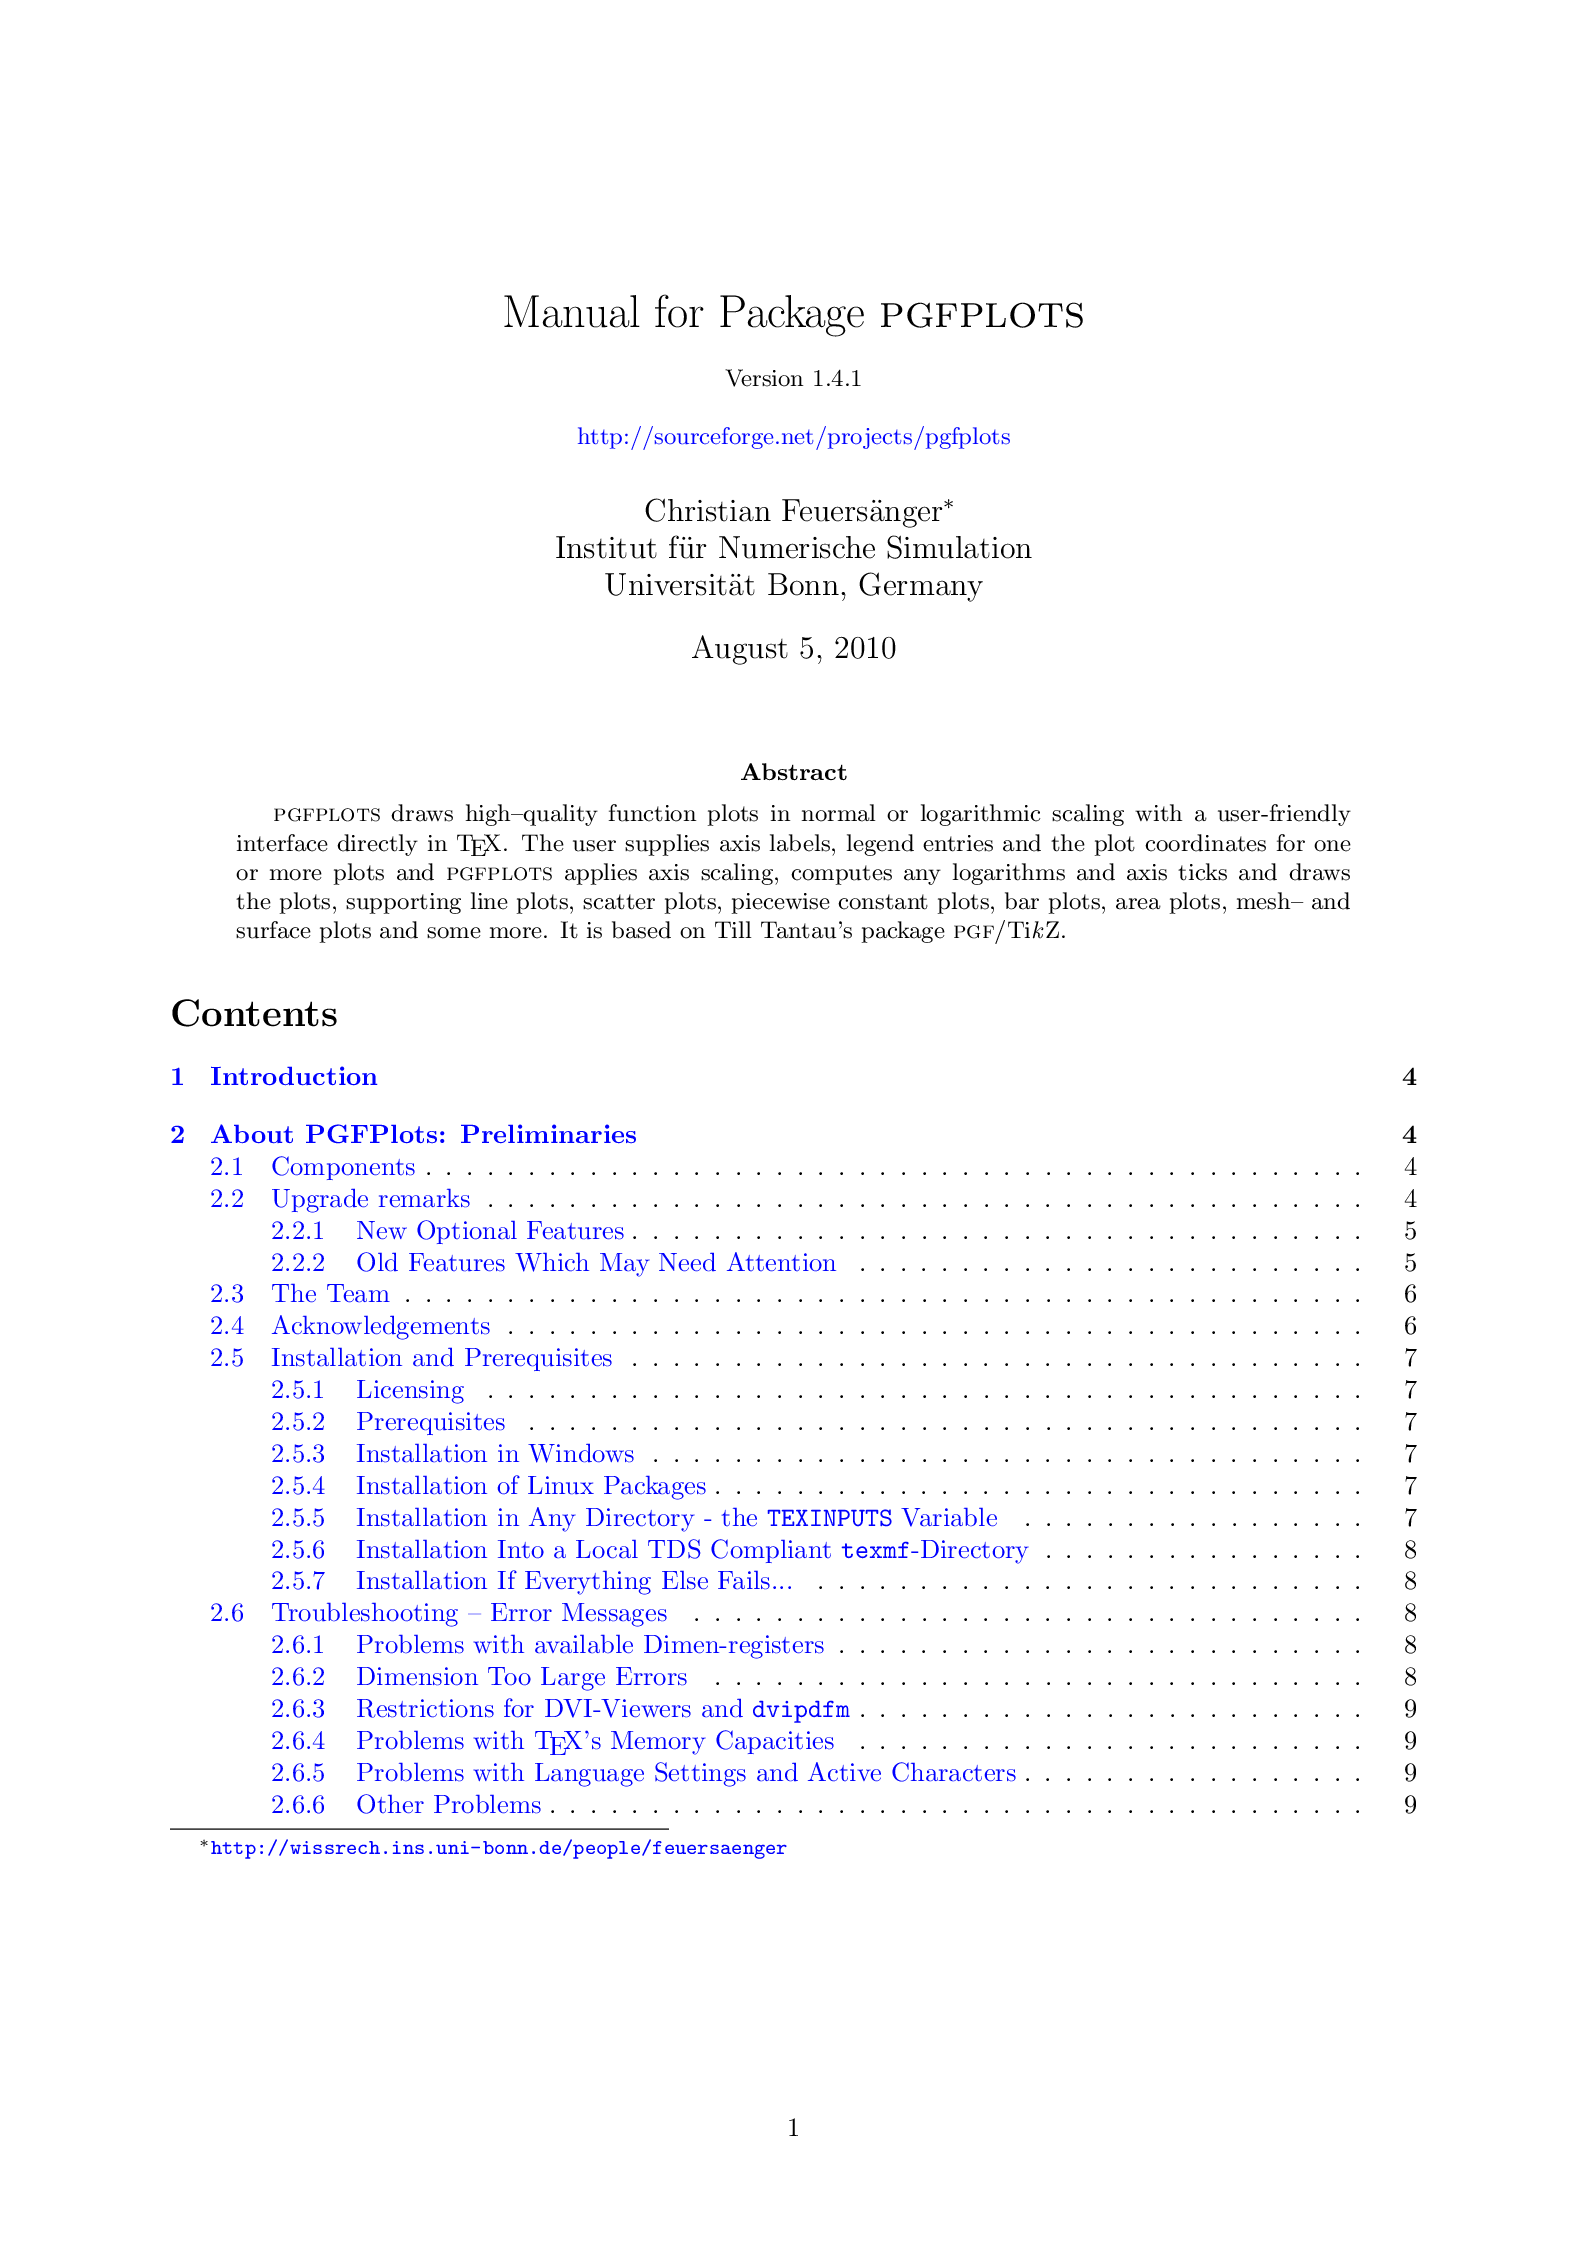 Manual for Package PGFPLOTS
Version 1.4.1
http://sourceforge.net/projects/pgfplots
Christian Feuersänger*
Institut für Numerische Simulation
Universität Bonn, Germany
August 5, 2010
Abstract
PGFPLOTS draws high–quality function plots in normal or logarithmic scaling with a user-friendly
interface directly in TEX. The user supplies axis labels, legend entries and the plot coordinates for one
or more plots and PGFPLOTS applies axis scaling, computes any logarithms and axis ticks and draws
the plots, supporting line plots, scatter plots, piecewise constant plots, bar plots, area plots, mesh– and
surface plots and some more. It is based on Till Tantau's package PGF/TikZ.
Contents
1 Introduction 4
2 About PGFPlots: Preliminaries 4
2.1 Components . . . . . . . . . . . . . . . . . . . . . . . . . . . . . . . . . . . . . . . . . . . . . . 4
2.2 Upgrade remarks . . . . . . . . . . . . . . . . . . . . . . . . . . . . . . . . . . . . . . . . . . . 4
2.2.1 New Optional Features . . . . . . . . . . . . . . . . . . . . . . . . . . . . . . . . . . . . 5
2.2.2 Old Features Which May Need Attention . . . . . . . . . . . . . . . . . . . . . . . . . 5
2.3 The Team . . . . . . . . . . . . . . . . . . . . . . . . . . . . . . . . . . . . . . . . . . . . . . . 6
2.4 Acknowledgements . . . . . . . . . . . . . . . . . . . . . . . . . . . . . . . . . . . . . . . . . . 6
2.5 Installation and Prerequisites . . . . . . . . . . . . . . . . . . . . . . . . . . . . . . . . . . . . 7
2.5.1 Licensing . . . . . . . . . . . . . . . . . . . . . . . . . . . . . . . . . . . . . . . . . . . 7
2.5.2 Prerequisites . . . . . . . . . . . . . . . . . . . . . . . . . . . . . . . . . . . . . . . . . 7
2.5.3 Installation in Windows . . . . . . . . . . . . . . . . . . . . . . . . . . . . . . . . . . . 7
2.5.4 Installation of Linux Packages . . . . . . . . . . . . . . . . . . . . . . . . . . . . . . . . 7
2.5.5 Installation in Any Directory - the TEXINPUTS Variable . . . . . . . . . . . . . . . . . 7
2.5.6 Installation Into a Local TDS Compliant texmf-Directory . . . . . . . . . . . . . . . . 8
2.5.7 Installation If Everything Else Fails... . . . . . . . . . . . . . . . . . . . . . . . . . . . 8
2.6 Troubleshooting – Error Messages . . . . . . . . . . . . . . . . . . . . . . . . . . . . . . . . . 8
2.6.1 Problems with available Dimen-registers . . . . . . . . . . . . . . . . . . . . . . . . . . 8
2.6.2 Dimension Too Large Errors . . . . . . . . . . . . . . . . . . . . . . . . . . . . . . . . 8
2.6.3 Restrictions for DVI-Viewers and dvipdfm . . . . . . . . . . . . . . . . . . . . . . . . . 9
2.6.4 Problems with TEX's Memory Capacities . . . . . . . . . . . . . . . . . . . . . . . . . 9
2.6.5 Problems with Language Settings and Active Characters . . . . . . . . . . . . . . . . . 9
2.6.6 Other Problems . . . . . . . . . . . . . . . . . . . . . . . . . . . . . . . . . . . . . . . . 9
*http://wissrech.ins.uni-bonn.de/people/feuersaenger
1